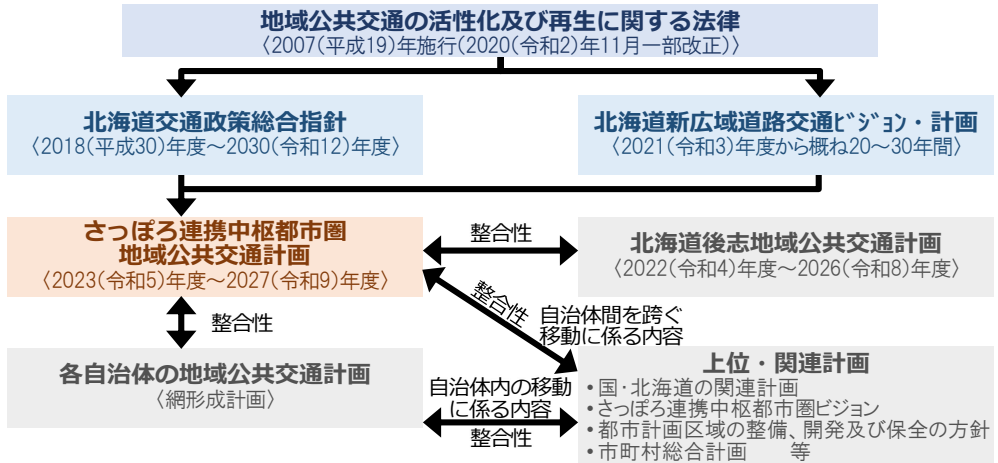 地域公共交通の活性化及び再生に関する法律
〈2007(平成19)年施行(2020(令和2)年11月一部改正)〉
北海道交通政策総合指針
〈2018(平成30)年度～2030(令和12)年度〉
北海道新広域道路交通ﾋﾞｼﾞｮﾝ・計画
〈2021(令和3)年度から概ね20～30年間〉
さっぽろ連携中枢都市圏
地域公共交通計画
〈2023(令和5)年度～2027(令和9)年度〉
整合性
北海道後志地域公共交通計画
〈2022(令和4)年度～2026(令和8)年度〉
整合性
整合性
自治体間を跨ぐ
移動に係る内容
各自治体の地域公共交通計画
〈網形成計画〉
自治体内の移動
に係る内容
整合性
上位・関連計画
・国・北海道の関連計画
・さっぽろ連携中枢都市圏ビジョン
・都市計画区域の整備、開発及び保全の方針
・市町村総合計画　　等